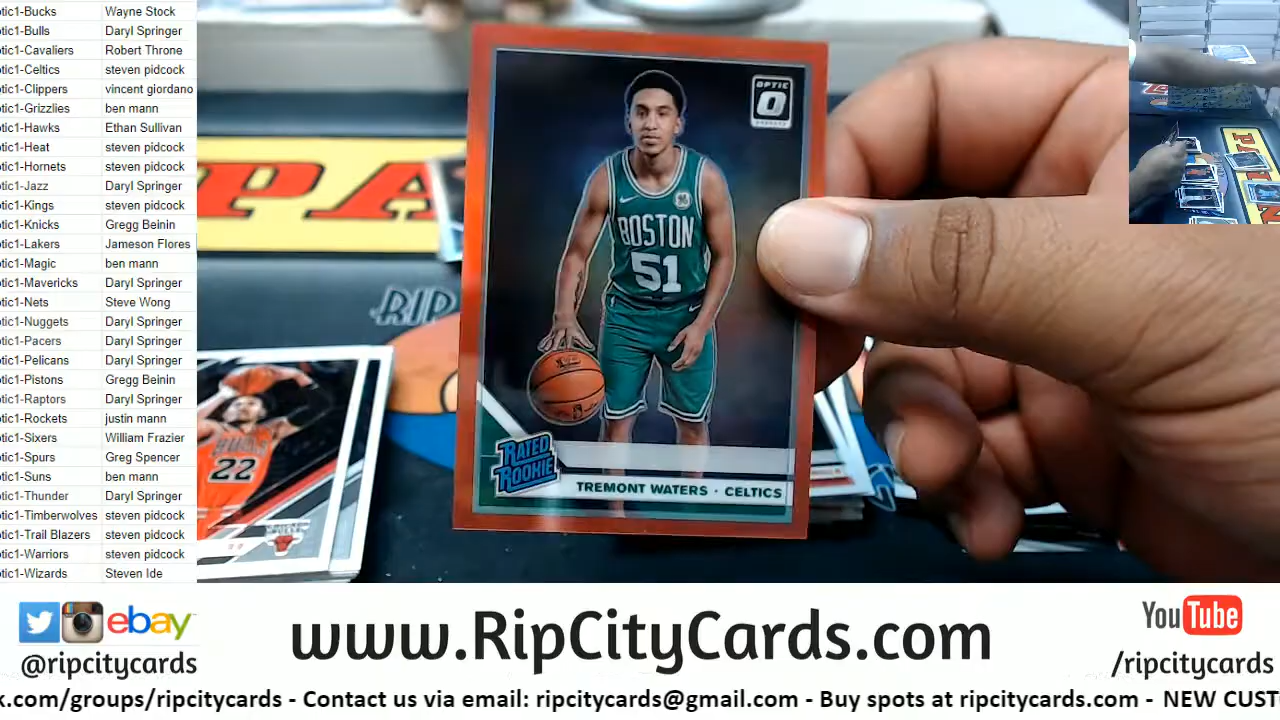 tic1-Bucks Wayne Stock
tic1-Bulls Daryl Springer
tic1-Cavaliers Robert Throne
tic1-Celtics steven pidcock
tic1-Clippers vincent giordano
tic1-Grizzlies ben mann
tic1-Hawks Ethan Sullivan
tic1-Heat steven pidcock
tic1-Hornets steven pidcock
tic1-Jazz Daryl Springer
tic1-Kings steven pidcock
tic1-Knicks Gregg Beinin
tic1-Lakers Jameson Flores
tic1-Magic ben mann
tic1-Mavericks Daryl Springer
tic1-Nets Steve Wong
tic1-Nuggets Daryl Springer
tic1-Pacers Daryl Springer
tic1-Pelicans Daryl Springer
tic1-Pistons Gregg Beinin
tic1-Raptors Daryl Springer
tic1-Rockets justin mann
tic1-Sixers William Frazier
tic1-Spurs Greg Spencer
tic1-Suns ben mann
tic1-Thunder Daryl Springer
tic1-Timberwolves steven pidcock
tic1-Trail Blazers steven pidcock
tic1-Warriors steven pidcock
tic1-Wizards Steven Ide
PA
RIP
22
OPTIC
O
BOSTON
51
RATED
ROOKIE
TREMONT WATERS · CELTICS
ebay
@ripcitycards
www.RipCityCards.com
YouTube
/ripcitycards
k.com/groups/ripcitycards - Contact us via email: ripcitycards@gmail.com - Buy spots at ripcitycards.com - NEW CUST